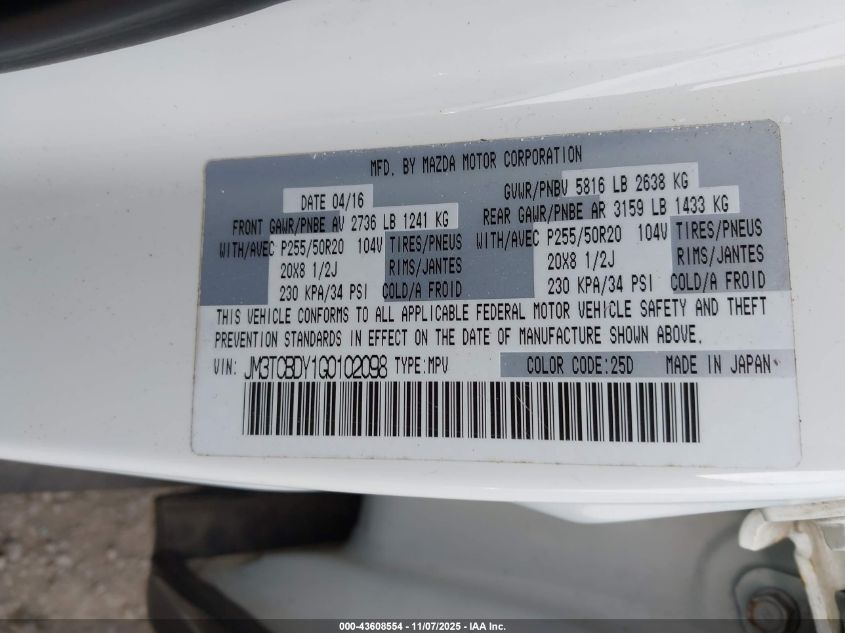 MFD. BY MAZDA MOTOR CORPORATION
DATE 04/16 GVWR/PNBV 5816 LB 2638 KG
FRONT GAWR/PNBE AV 2736 LB 1241 KG REAR GAWR/PNBE AR 3159 LB 1433 KG
WITH/AVEC P255/50R20 104V TIRES/PNEUS WITH/AVEC P255/50R20 104V TIRES/PNEUS
20X8 1/2J RIMS/JANTES 20X8 1/2J RIMS/JANTES
230 KPA/34 PSI COLD/A FROID 230 KPA/34 PSI COLD/A FROID
THIS VEHICLE CONFORMS TO ALL APPLICABLE FEDERAL MOTOR VEHICLE SAFETY AND THEFT
PREVENTION STANDARDS IN EFFECT ON THE DATE OF MANUFACTURE SHOWN ABOVE.
VIN: JM3TCBDY1G0102098 TYPE:MPV COLOR CODE:25D MADE IN JAPAN
000-43608554 — 11/07/2025 — IAA Inc.